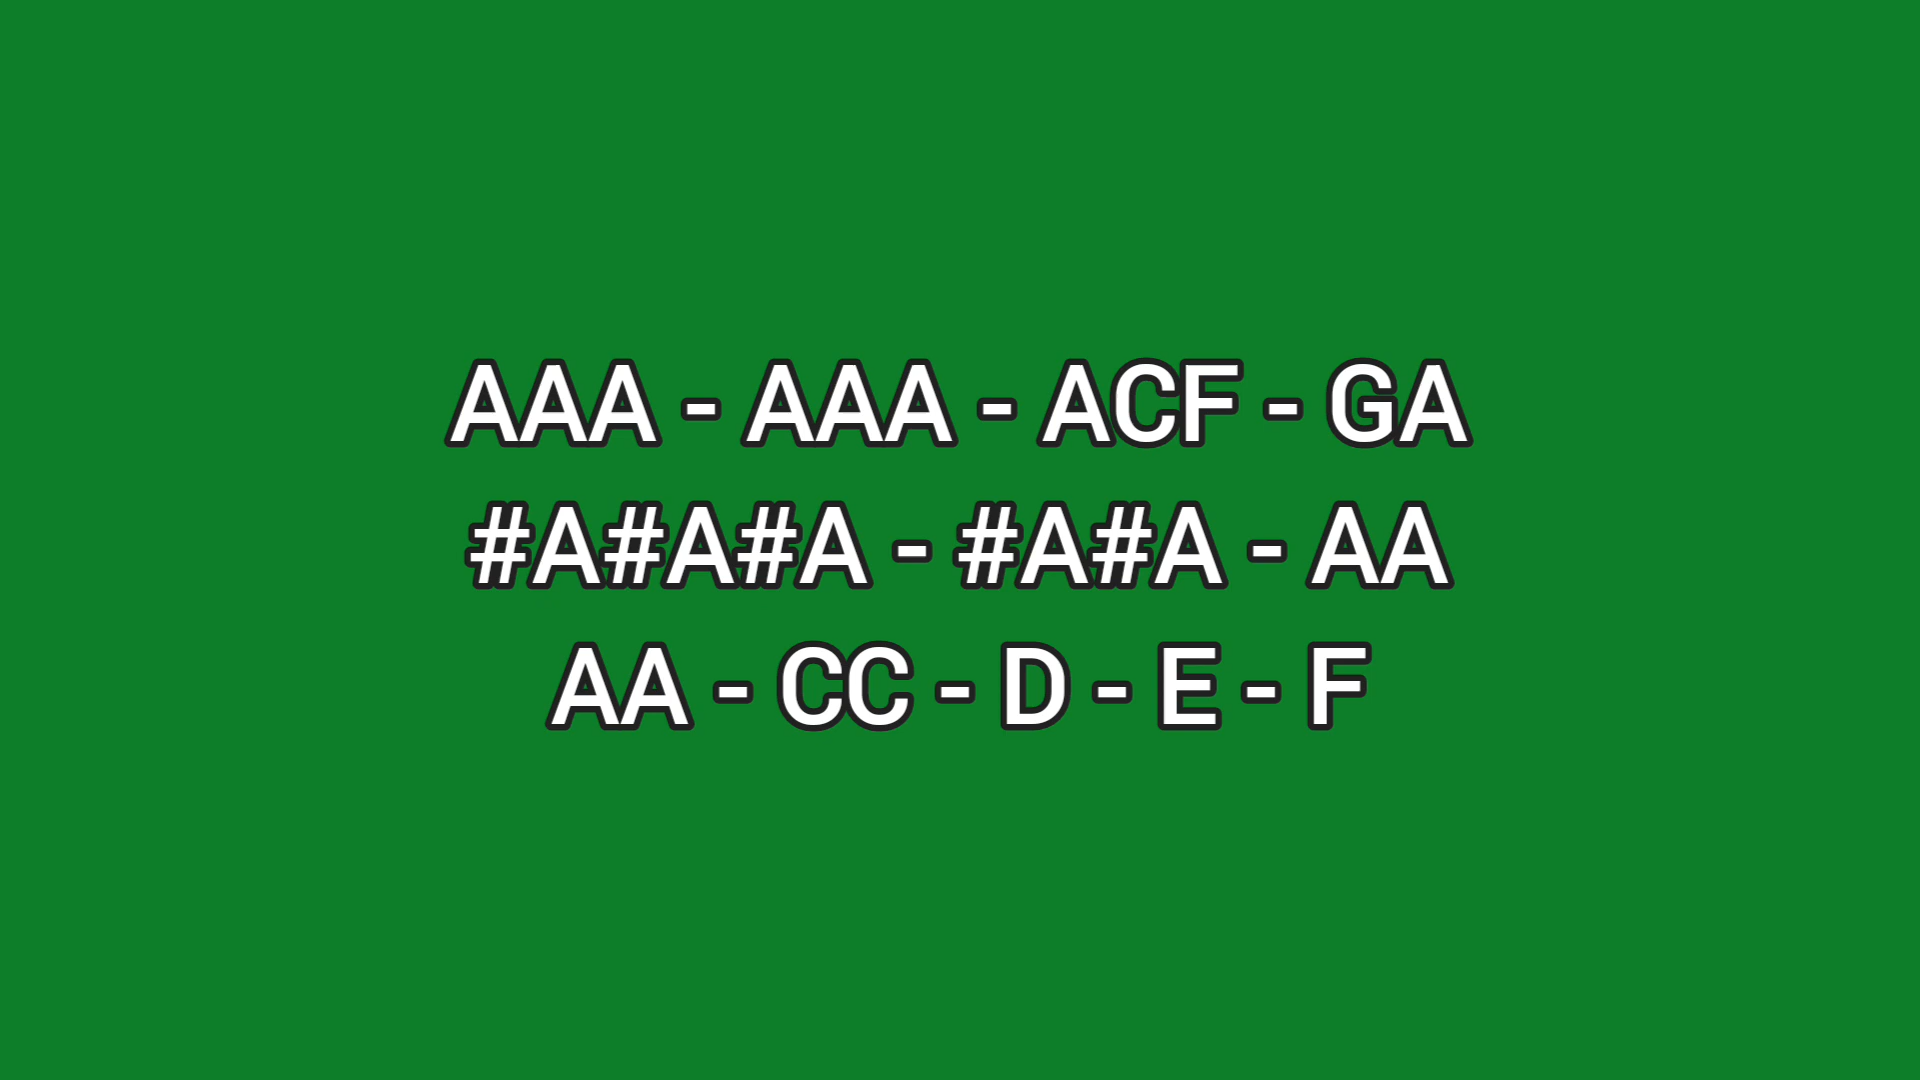 AAA - AAA - ACF - GA
#A#A#A - #A#A - AA
AA - CC - D - E - F